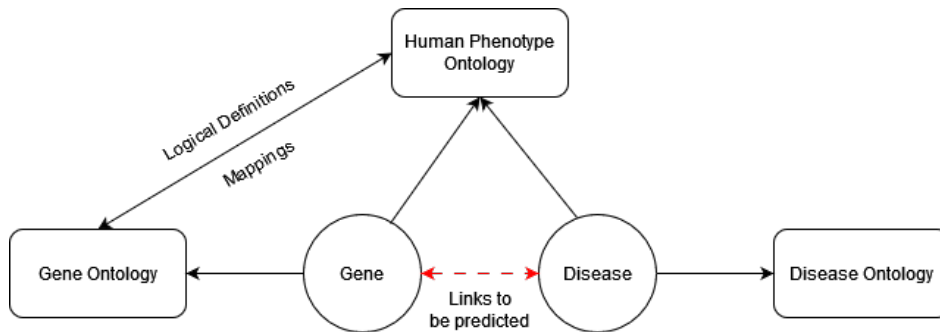 Human Phenotype
Ontology
Logical Definitions
Mappings
Gene Ontology
Gene
Disease
Disease Ontology
Links to
be predicted